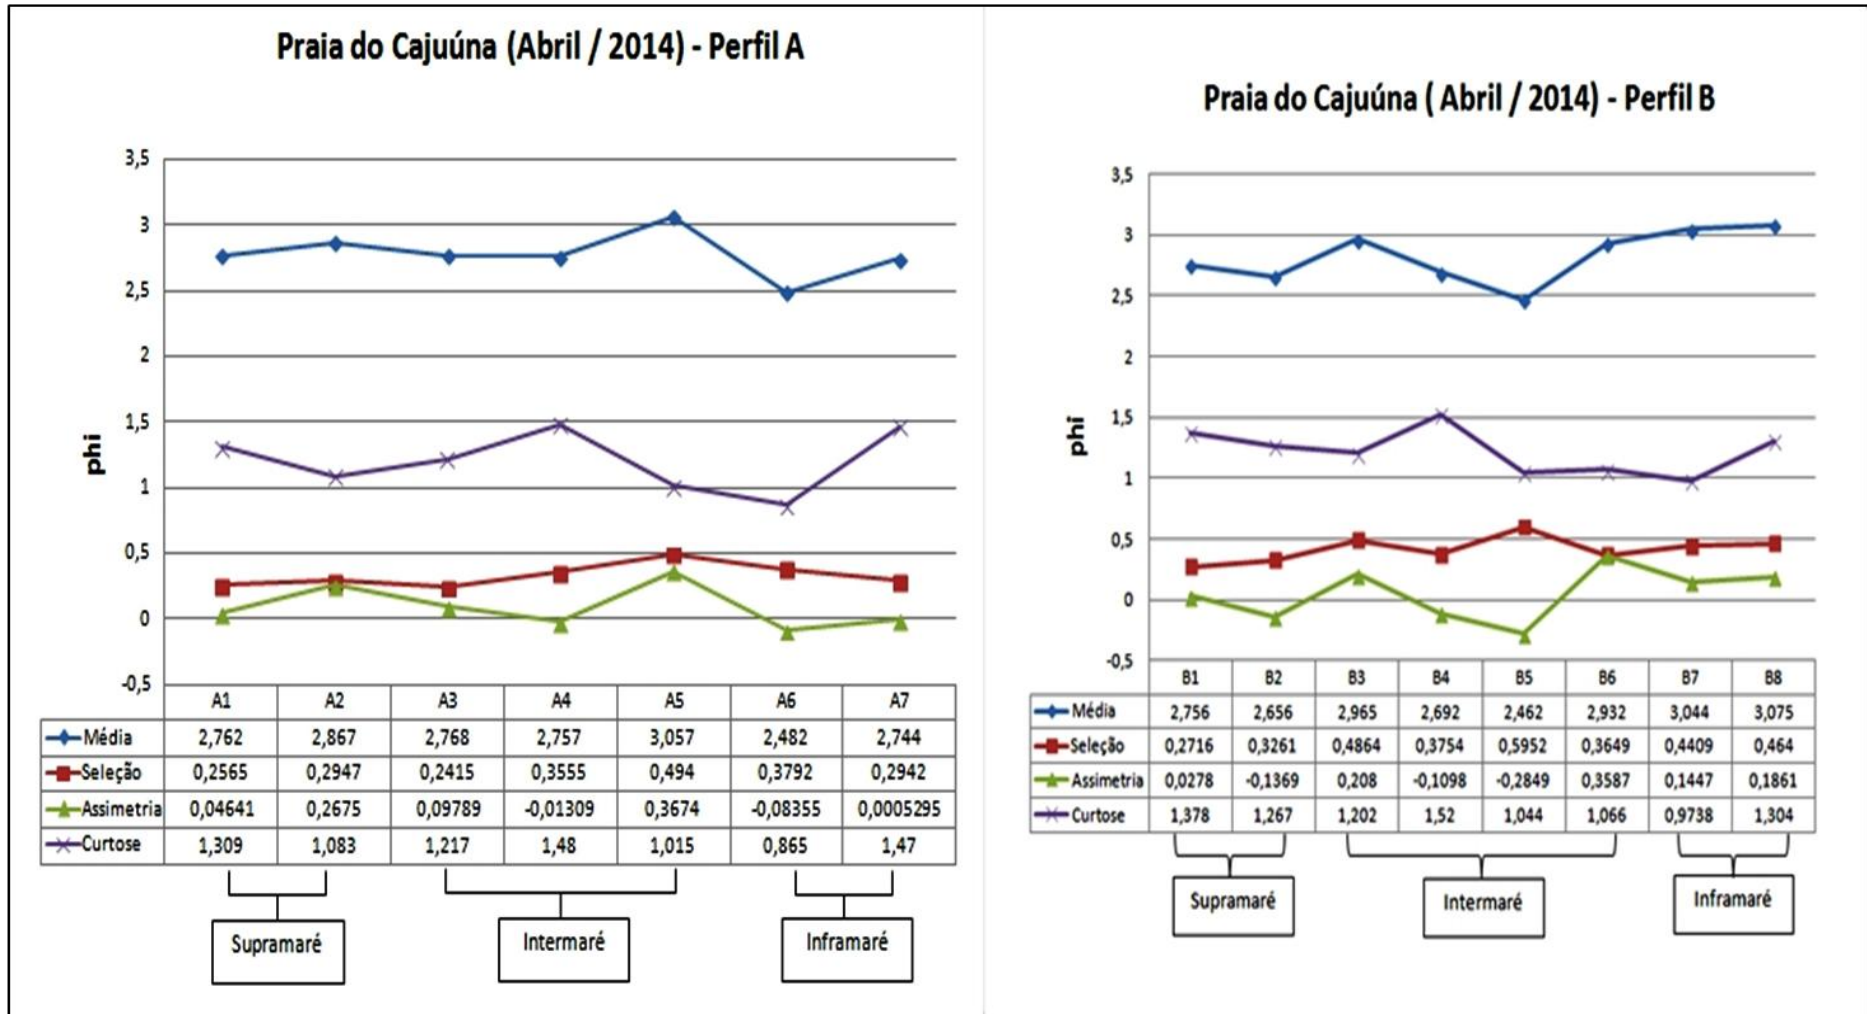 Praia do Cajuúna (Abril / 2014) - Perfil A
3,5
3
2,5
2
1,5
1
0,5
0
-0,5
phi
A1 A2 A3 A4 A5 A6 A7
Média 2,762 2,867 2,768 2,757 3,057 2,482 2,744
Seleção 0,2565 0,2947 0,2415 0,3555 0,494 0,3792 0,2942
Assimetria 0,04641 0,2675 0,09789 -0,01309 0,3674 -0,08355 0,0005295
Curtose 1,309 1,083 1,217 1,48 1,015 0,865 1,47
Supramaré Intermaré Inframaré
Praia do Cajuúna ( Abril / 2014) - Perfil B
3,5
3
2,5
2
1,5
1
0,5
0
-0,5
phi
B1 B2 B3 B4 B5 B6 B7 B8
Média 2,756 2,656 2,965 2,692 2,462 2,932 3,044 3,075
Seleção 0,2716 0,3261 0,4864 0,3754 0,5952 0,3649 0,4409 0,464
Assimetria 0,0278 -0,1369 0,208 -0,1098 -0,2849 0,3587 0,1447 0,1861
Curtose 1,378 1,267 1,202 1,52 1,044 1,066 0,9738 1,304
Supramaré Intermaré Inframaré